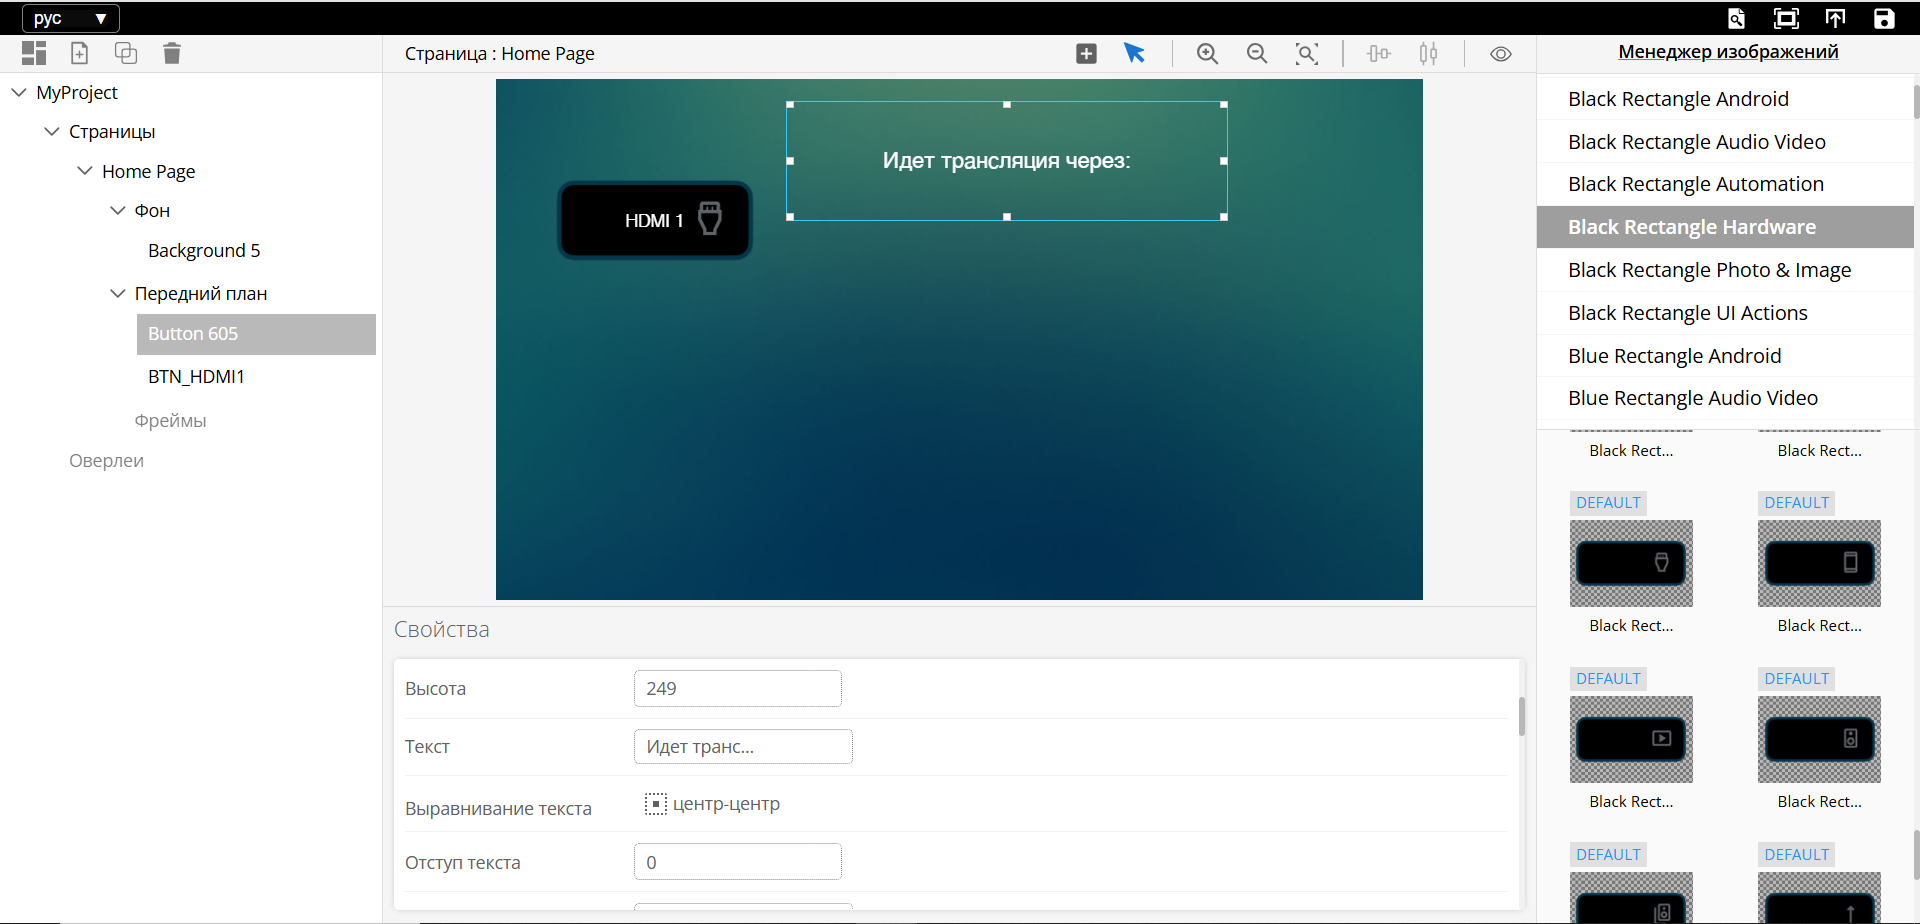 рус ▼
Страница : Home Page
Менеджер изображений
MyProject
Страницы
Home Page
Фон
Background 5
Передний план
Button 605
BTN_HDMI1
Фреймы
Оверлеи
Идет трансляция через:
HDMI 1
Свойства
Высота
249
Текст
Идет транс...
Выравнивание текста
центр-центр
Отступ текста
0
Black Rectangle Android
Black Rectangle Audio Video
Black Rectangle Automation
Black Rectangle Hardware
Black Rectangle Photo & Image
Black Rectangle UI Actions
Blue Rectangle Android
Blue Rectangle Audio Video
Black Rect...
Black Rect...
DEFAULT
DEFAULT
Black Rect...
Black Rect...
DEFAULT
DEFAULT
Black Rect...
Black Rect...
DEFAULT
DEFAULT